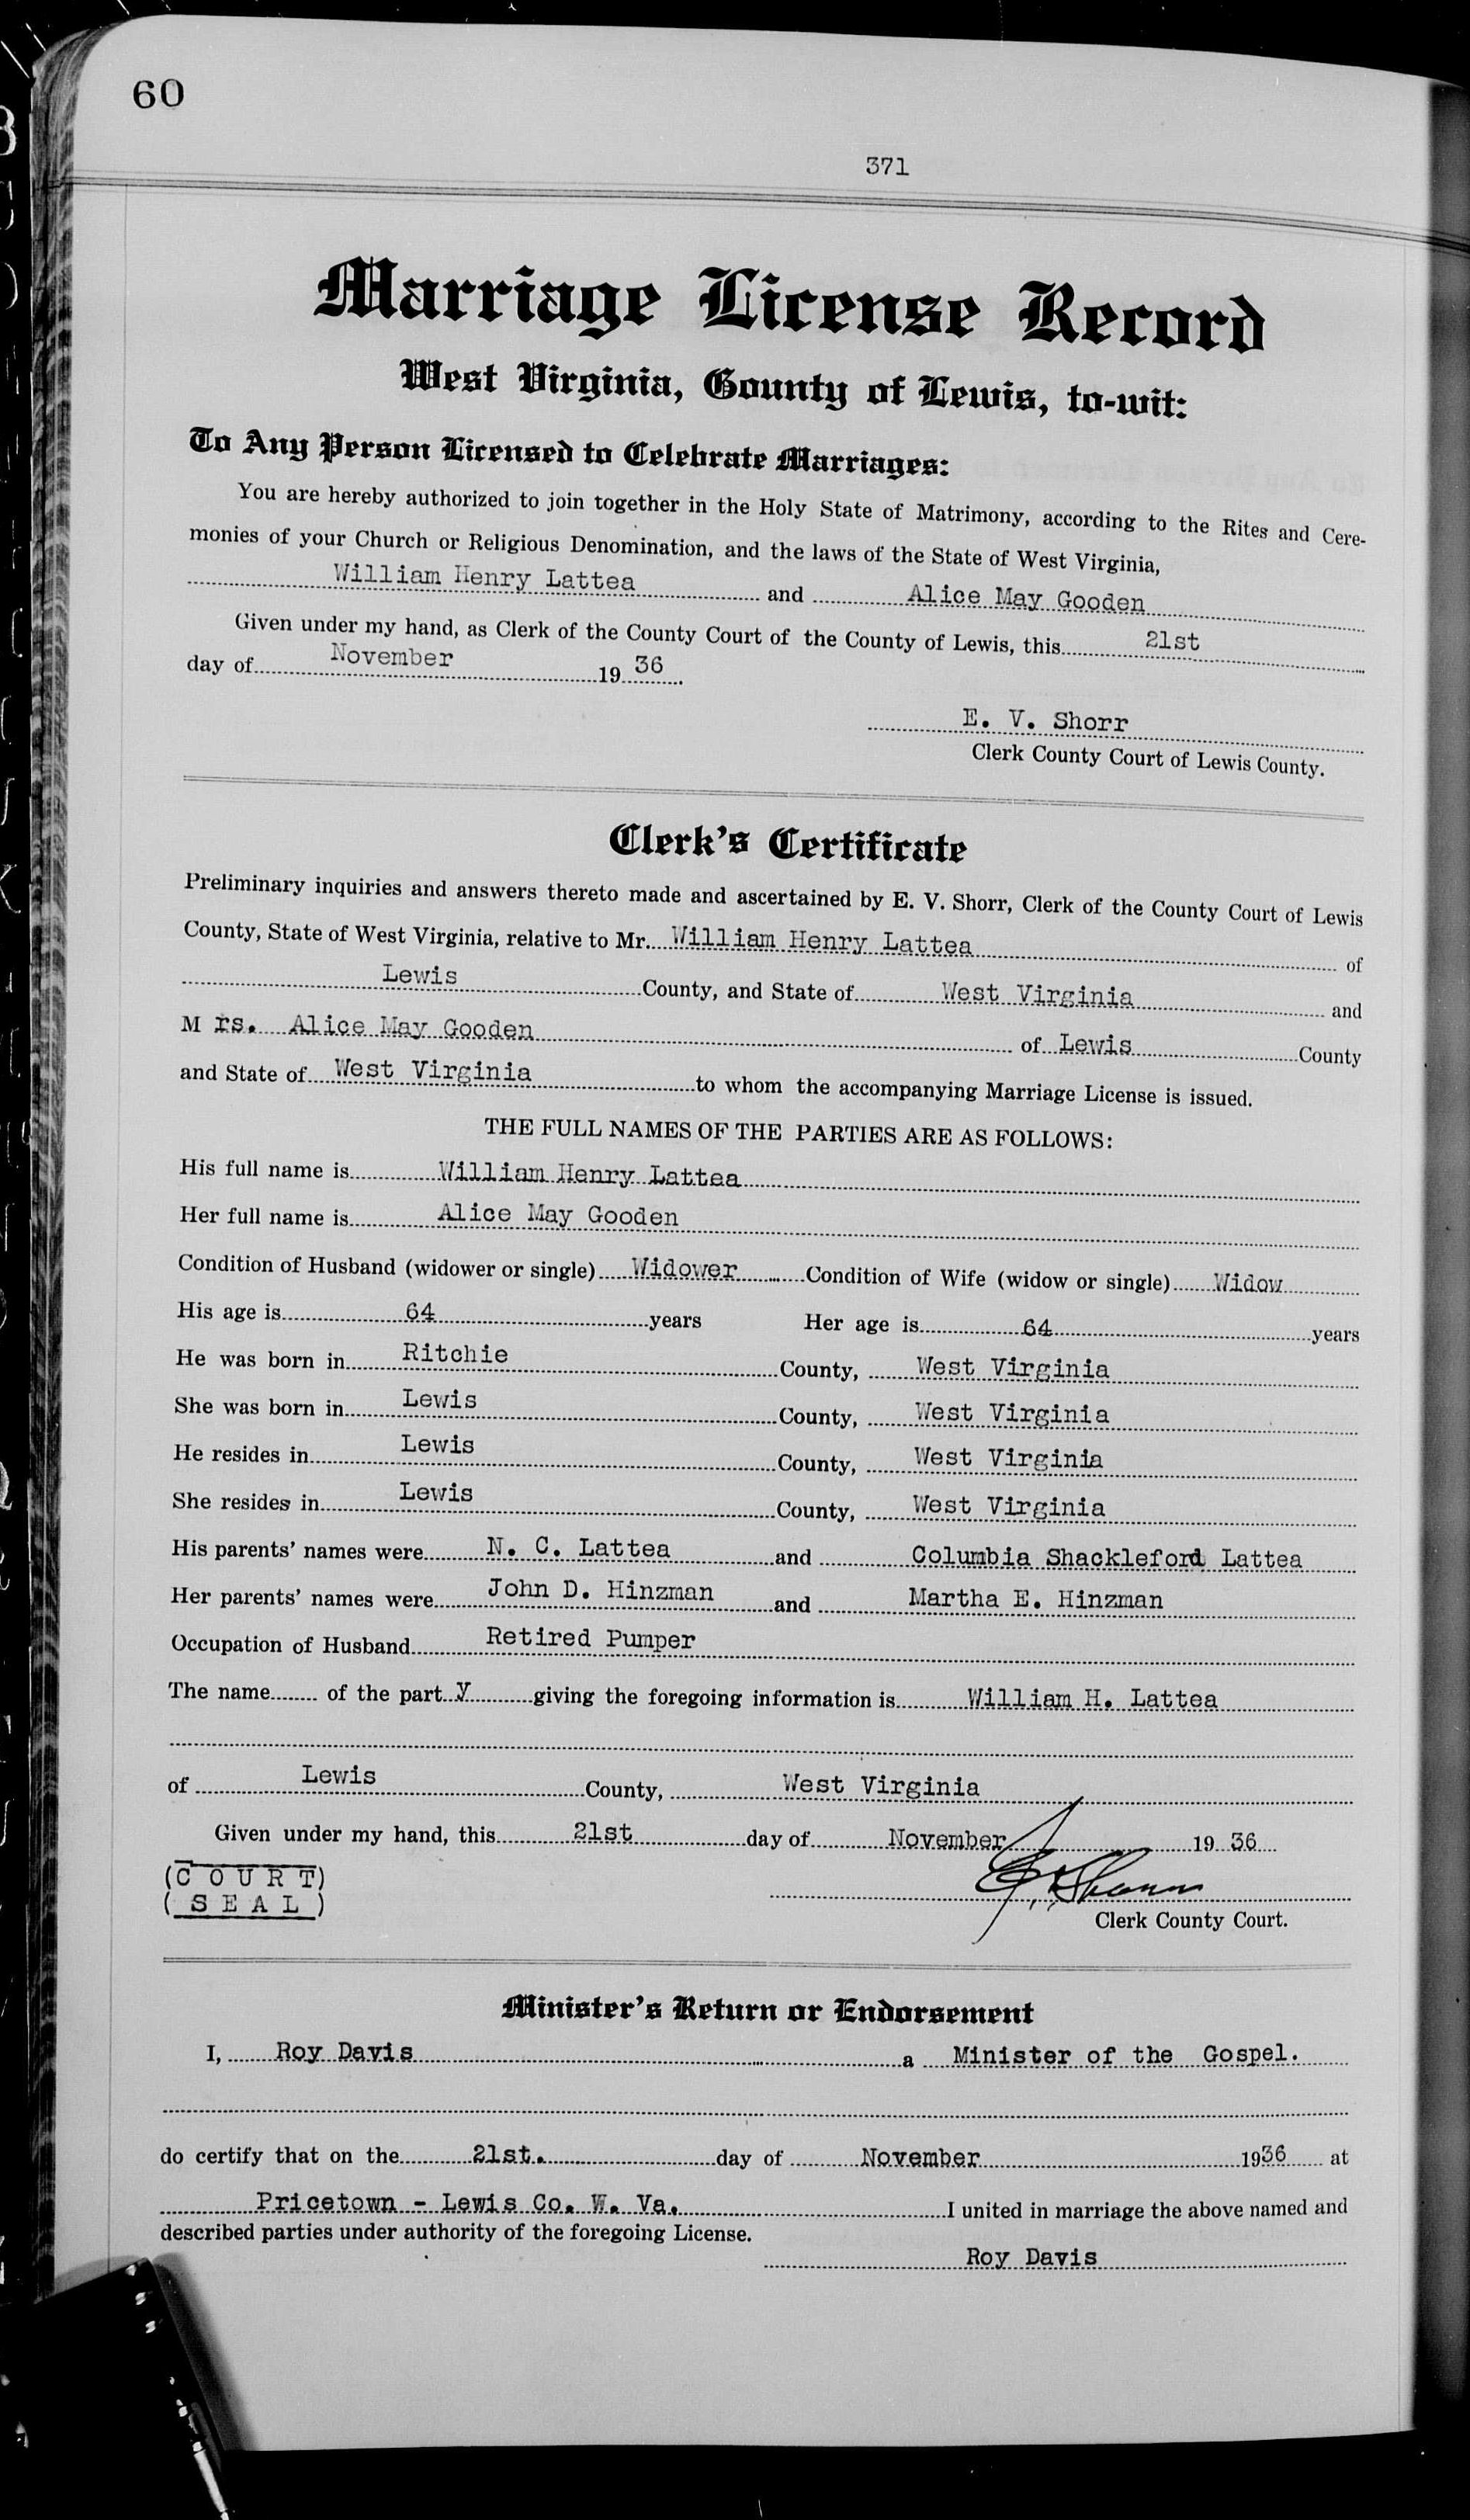 60
371
Marriage License Record
West Virginia, County of Lewis, to-wit:
To Any Person Licensed to Celebrate Marriages:
You are hereby authorized to join together in the Holy State of Matrimony, according to the Rites and Cere-
monies of your Church or Religious Denomination, and the laws of the State of West Virginia,
William Henry Lattea and Alice May Gooden
Given under my hand, as Clerk of the County Court of the County of Lewis, this 21st
day of November 19 36.
E. V. Shorr
Clerk County Court of Lewis County.
Clerk's Certificate
Preliminary inquiries and answers thereto made and ascertained by E. V. Shorr, Clerk of the County Court of Lewis
County, State of West Virginia, relative to Mr. William Henry Lattea of
Lewis County, and State of West Virginia and
M rs. Alice May Gooden of Lewis County
and State of West Virginia to whom the accompanying Marriage License is issued.
THE FULL NAMES OF THE PARTIES ARE AS FOLLOWS:
His full name is William Henry Lattea
Her full name is Alice May Gooden
Condition of Husband (widower or single) Widower Condition of Wife (widow or single) Widow
His age is 64 years Her age is 64 years
He was born in Ritchie County, West Virginia
She was born in Lewis County, West Virginia
He resides in Lewis County, West Virginia
She resides in Lewis County, West Virginia
His parents' names were N. C. Lattea and Columbia Shackleford Lattea
Her parents' names were John D. Hinzman and Martha E. Hinzman
Occupation of Husband Retired Pumper
The name of the part y giving the foregoing information is William H. Lattea
of Lewis County, West Virginia
Given under my hand, this 21st day of November 19 36
(C O U R T)
( S E A L )
Clerk County Court.
Minister's Return or Endorsement
I, Roy Davis a Minister of the Gospel.
do certify that on the 21st. day of November 1936 at
Pricetown - Lewis Co. W. Va. I united in marriage the above named and
described parties under authority of the foregoing License.
Roy Davis